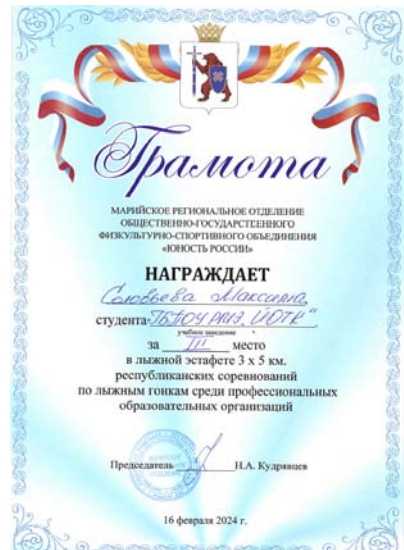 Грамота
МАРИЙСКОЕ РЕГИОНАЛЬНОЕ ОТДЕЛЕНИЕ
ОБЩЕСТВЕННО-ГОСУДАРСТВЕННОГО
ФИЗКУЛЬТУРНО-СПОРТИВНОГО ОБЪЕДИНЕНИЯ
«ЮНОСТЬ РОССИИ»
НАГРАЖДАЕТ
Соловьева Максима,
студента ГБПОУ РМЭ "ЙОТК"
учебное заведение
за III место
в лыжной эстафете 3 х 5 км.
республиканских соревнований
по лыжным гонкам среди профессиональных
образовательных организаций
Председатель Н.А. Кудрявцев
16 февраля 2024 г.